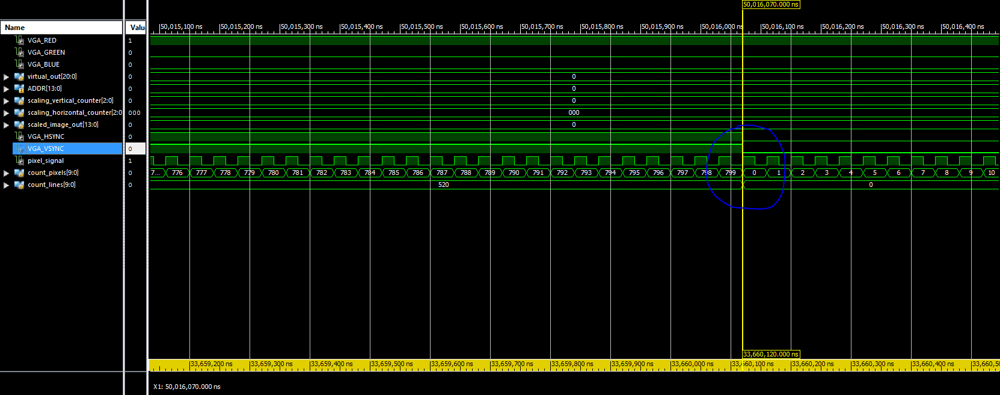 50,016,070.000 ns
Name Valu
50,015,100 ns 50,015,200 ns 50,015,300 ns 50,015,400 ns 50,015,500 ns 50,015,600 ns 50,015,700 ns 50,015,800 ns 50,015,900 ns 50,016,000 ns 50,016,100 ns 50,016,200 ns 50,016,300 ns 50,016,400 ns
VGA_RED 1
VGA_GREEN 0
VGA_BLUE 0
virtual_out[20:0] 0 0
ADDR[13:0] 0 0
scaling_vertical_counter[2:0] 0 0
scaling_horizontal_counter[2:0 000 000
scaled_image_out[13:0] 0 0
VGA_HSYNC 0
VGA_VSYNC 0
pixel_signal 1
count_pixels[9:0] 0 7... 776 777 778 779 780 781 782 783 784 785 786 787 788 789 790 791 792 793 794 795 796 797 798 799 0 1 2 3 4 5 6 7 8 9 10
count_lines[9:0] 0 520 0
33,660,120.000 ns
33,659,200 ns 33,659,300 ns 33,659,400 ns 33,659,500 ns 33,659,600 ns 33,659,700 ns 33,659,800 ns 33,659,900 ns 33,660,000 ns 33,660,100 ns 33,660,200 ns 33,660,300 ns 33,660,400 ns 33,660,5
X1: 50,016,070.000 ns